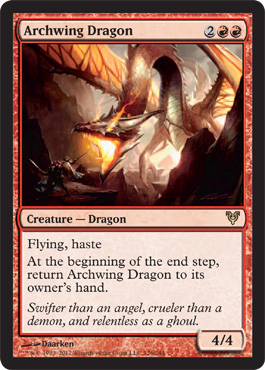 Archwing Dragon 2
Creature — Dragon
Flying, haste
At the beginning of the end step,
return Archwing Dragon to its
owner's hand.
Swifter than an angel, crueler than a
demon, and relentless as a ghoul.
Daarken
4/4